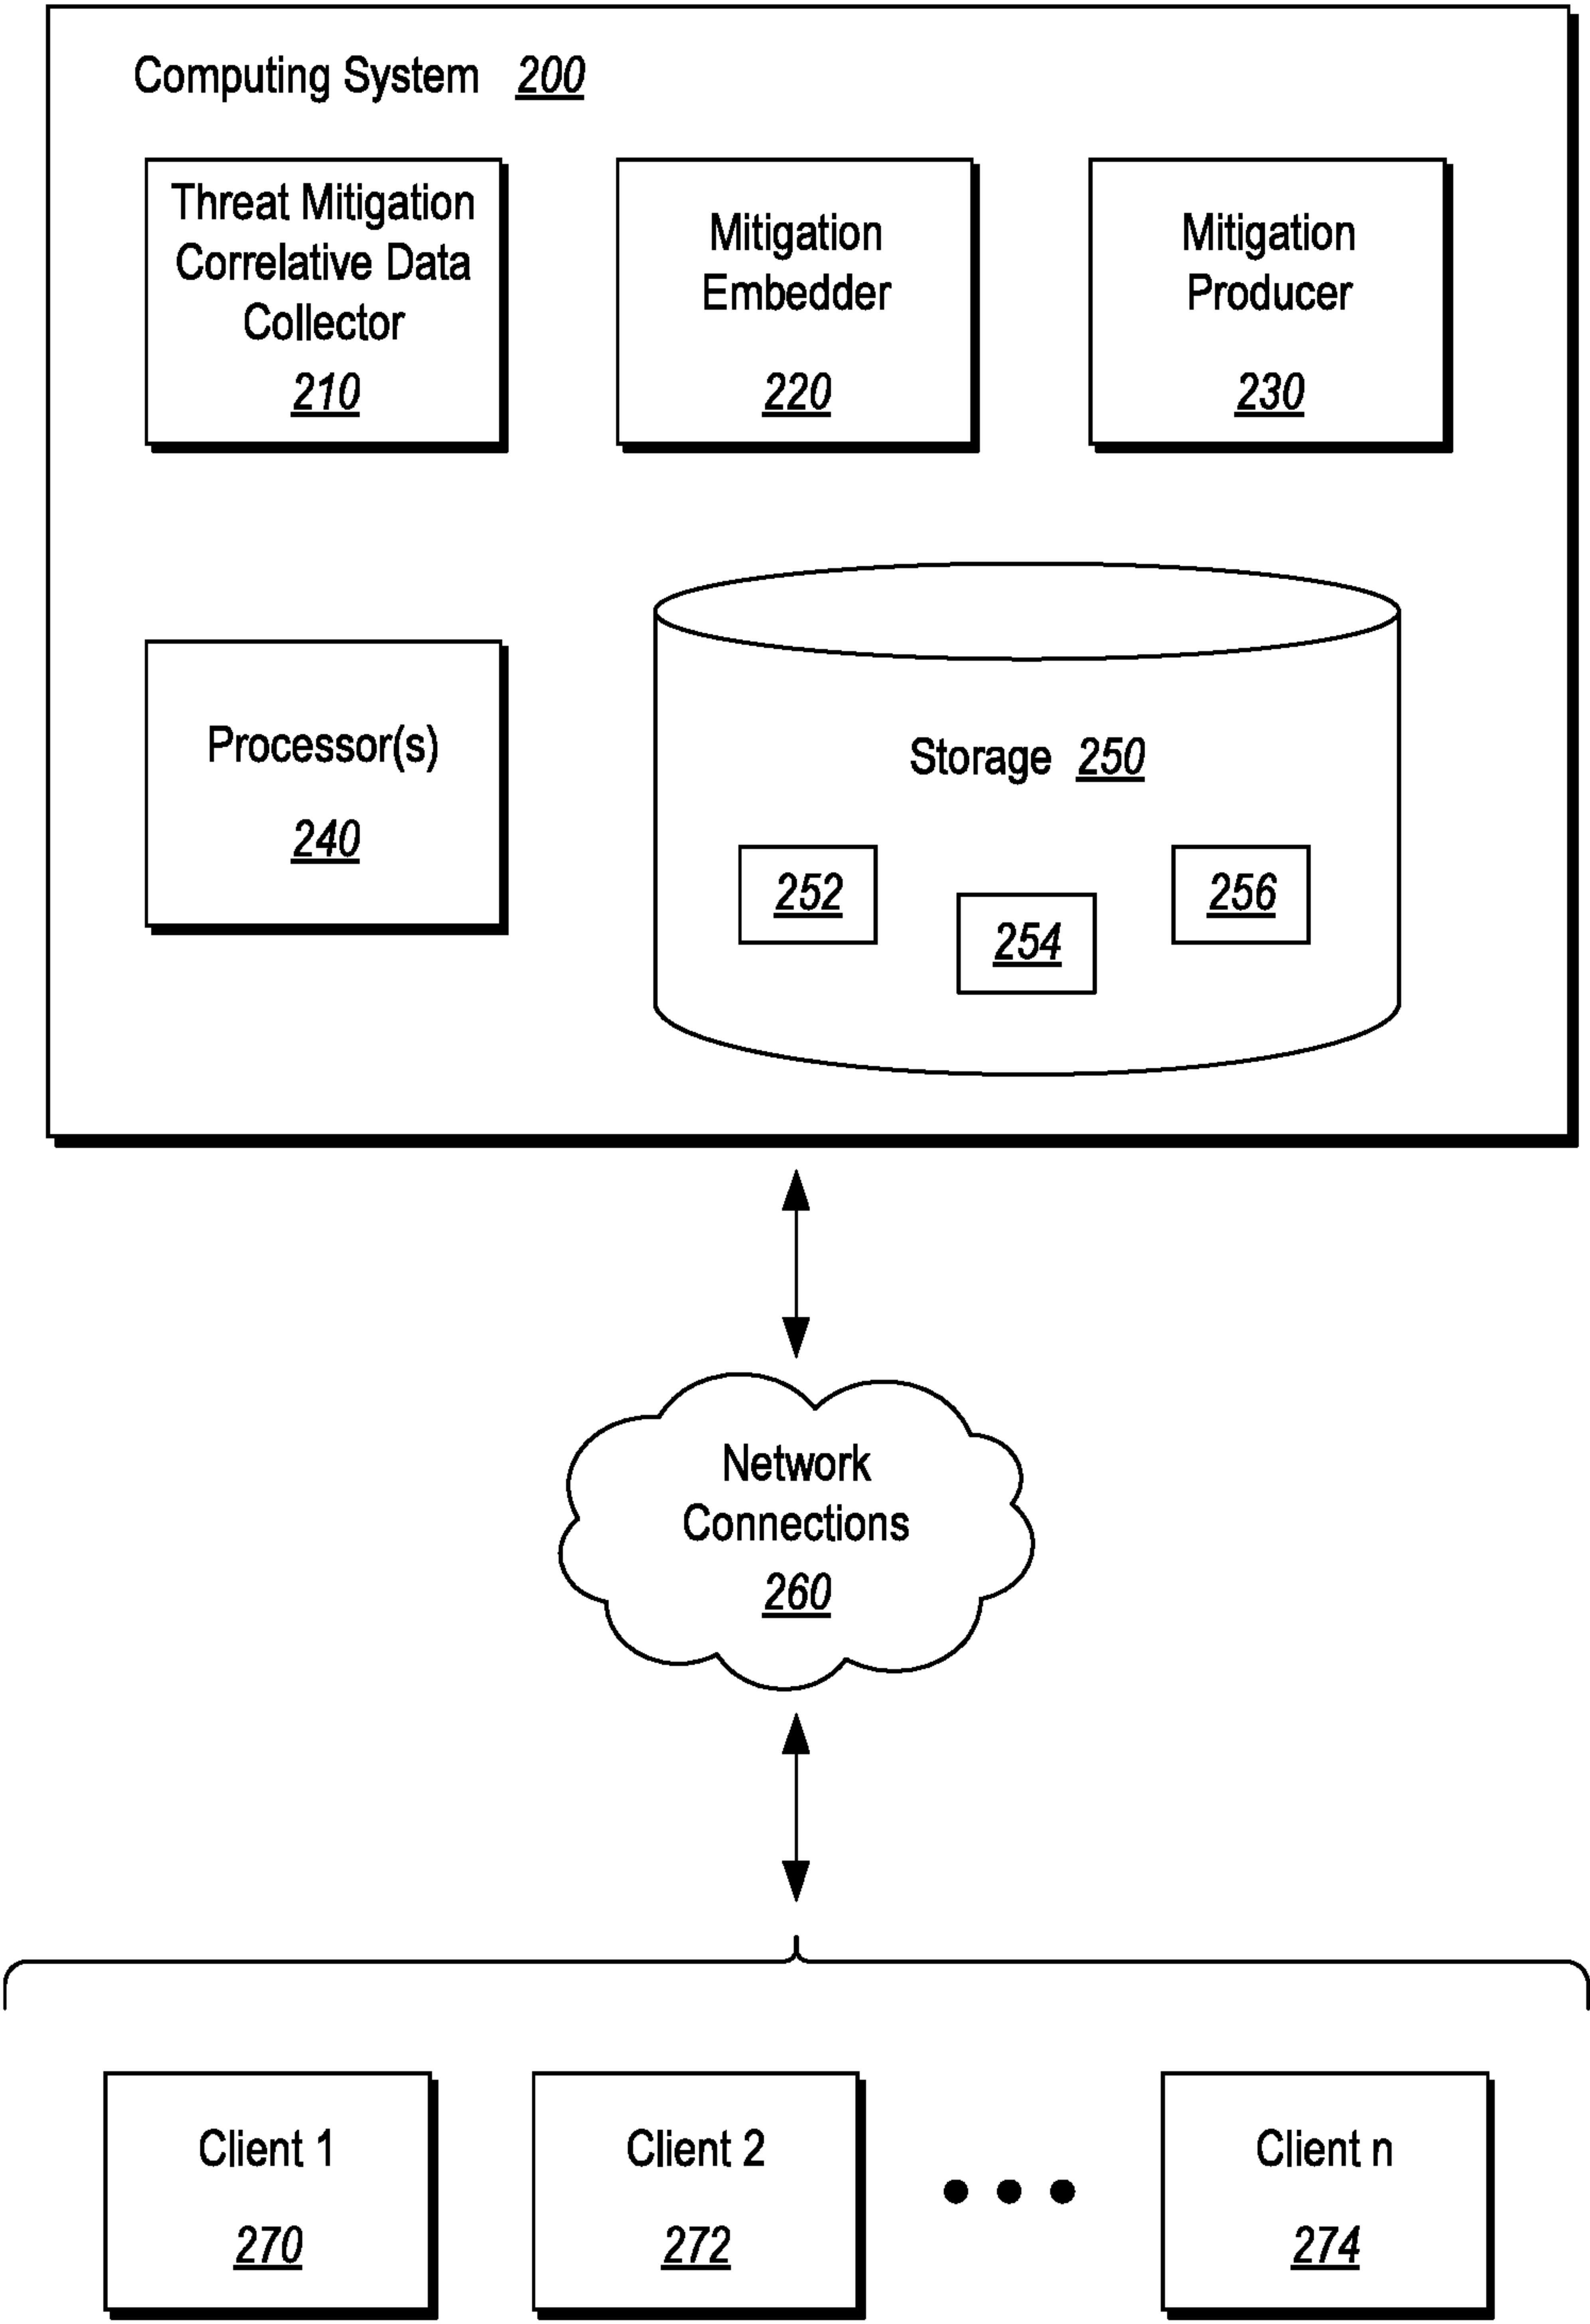 Computing System 200
Threat Mitigation
Correlative Data
Collector
210
Mitigation
Embedder
220
Mitigation
Producer
230
Processor(s)
240
Storage 250
252
254
256
Network
Connections
260
Client 1
270
Client 2
272
Client n
274